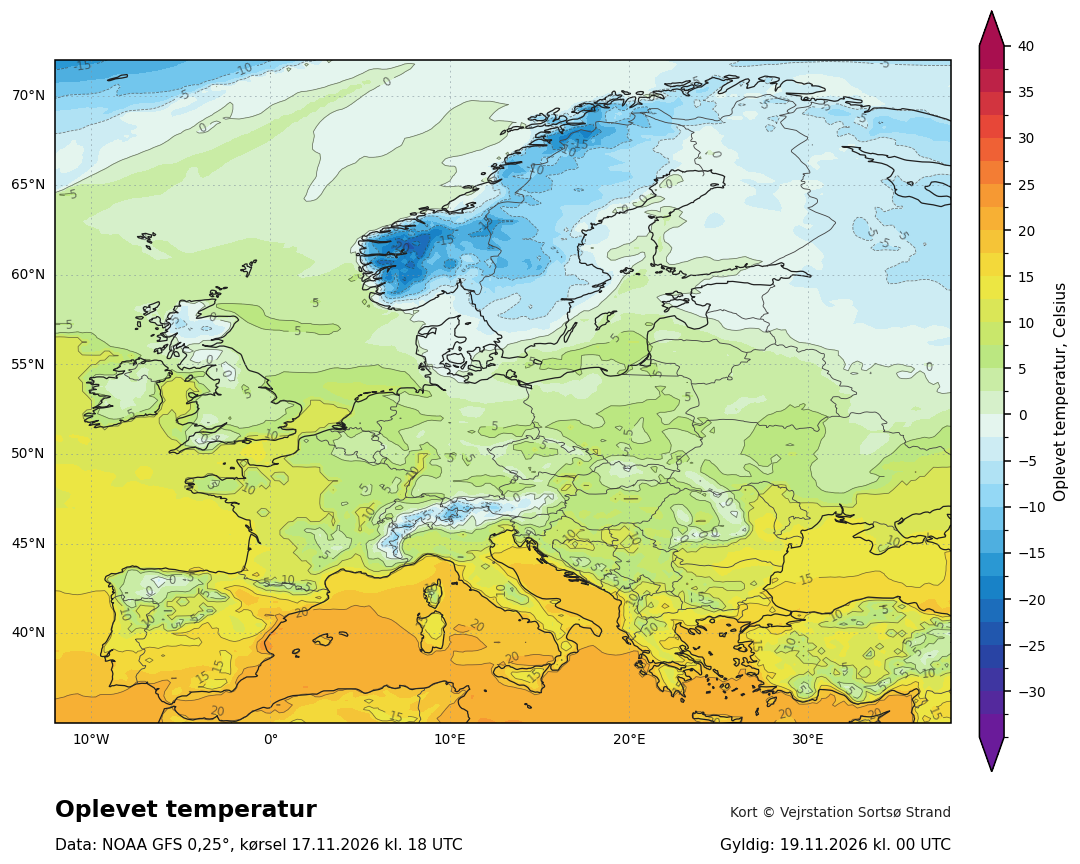 40
35
30
25
20
15
10
5
0
−5
−10
−15
−20
−25
−30
Oplevet temperatur, Celsius
70°N
65°N
60°N
55°N
50°N
45°N
40°N
10°W
0°
10°E
20°E
30°E
Oplevet temperatur
Kort © Vejrstation Sortsø Strand
Data: NOAA GFS 0,25°, kørsel 17.11.2026 kl. 18 UTC
Gyldig: 19.11.2026 kl. 00 UTC